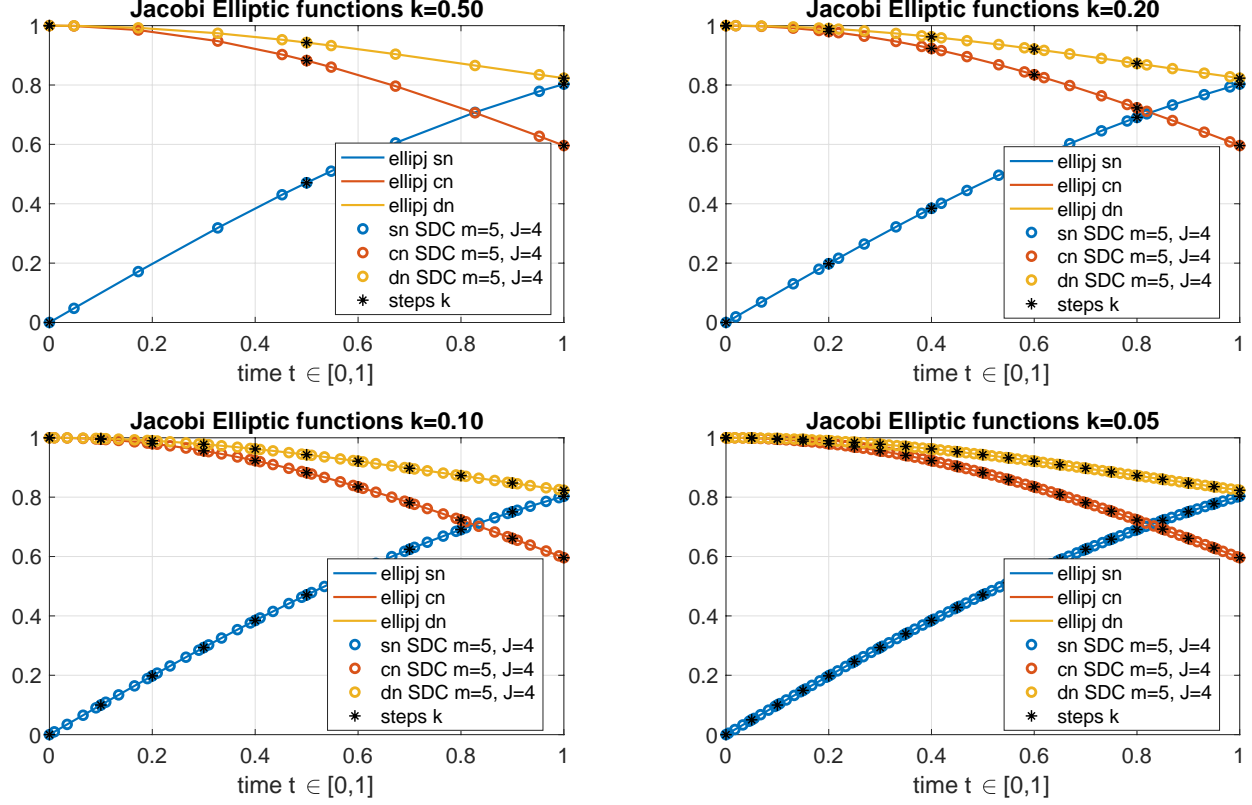 Jacobi Elliptic functions k=0.50
1
0.8
0.6
0.4
0.2
0
0 0.2 0.4 0.6 0.8 1
time t ∈ [0,1]
ellipj sn
ellipj cn
ellipj dn
sn SDC m=5, J=4
cn SDC m=5, J=4
dn SDC m=5, J=4
steps k
Jacobi Elliptic functions k=0.20
1
0.8
0.6
0.4
0.2
0
0 0.2 0.4 0.6 0.8 1
time t ∈ [0,1]
ellipj sn
ellipj cn
ellipj dn
sn SDC m=5, J=4
cn SDC m=5, J=4
dn SDC m=5, J=4
steps k
Jacobi Elliptic functions k=0.10
1
0.8
0.6
0.4
0.2
0
0 0.2 0.4 0.6 0.8 1
time t ∈ [0,1]
ellipj sn
ellipj cn
ellipj dn
sn SDC m=5, J=4
cn SDC m=5, J=4
dn SDC m=5, J=4
steps k
Jacobi Elliptic functions k=0.05
1
0.8
0.6
0.4
0.2
0
0 0.2 0.4 0.6 0.8 1
time t ∈ [0,1]
ellipj sn
ellipj cn
ellipj dn
sn SDC m=5, J=4
cn SDC m=5, J=4
dn SDC m=5, J=4
steps k